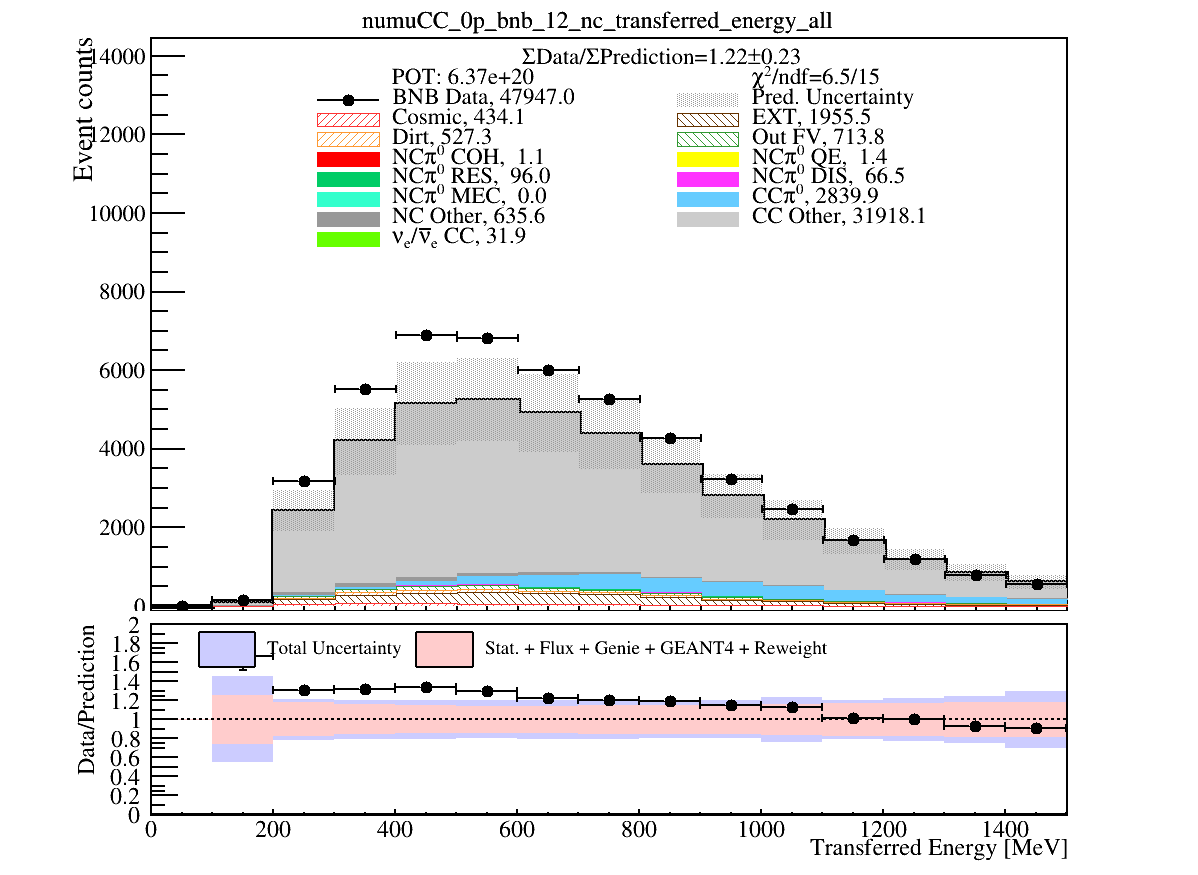 numuCC_0p_bnb_12_nc_transferred_energy_all
ΣData/ΣPrediction=1.22±0.23
POT: 6.37e+20
χ²/ndf=6.5/15
BNB Data, 47947.0
Pred. Uncertainty
Cosmic, 434.1
EXT, 1955.5
Dirt, 527.3
Out FV, 713.8
NCπ⁰ COH, 1.1
NCπ⁰ QE, 1.4
NCπ⁰ RES, 96.0
NCπ⁰ DIS, 66.5
NCπ⁰ MEC, 0.0
CCπ⁰, 2839.9
NC Other, 635.6
CC Other, 31918.1
νₑ/ν̅ₑ CC, 31.9
Event counts
14000
12000
10000
8000
6000
4000
2000
0
Total Uncertainty
Stat. + Flux + Genie + GEANT4 + Reweight
Data/Prediction
2
1.8
1.6
1.4
1.2
1
0.8
0.6
0.4
0.2
0
0 200 400 600 800 1000 1200 1400
Transferred Energy [MeV]